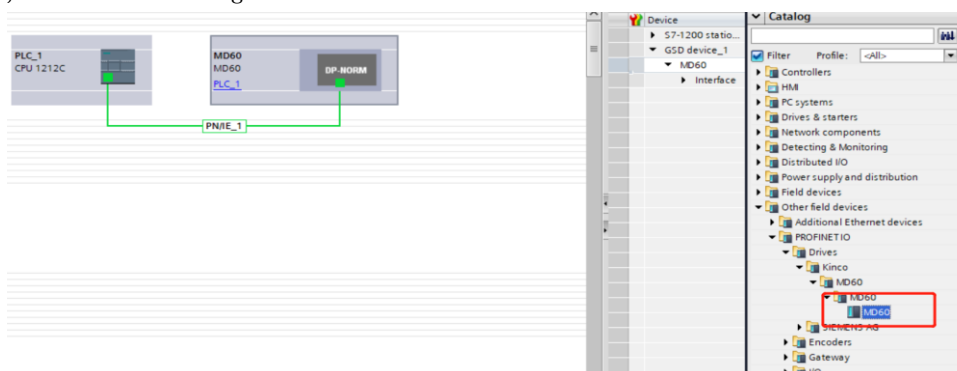 PLC_1
CPU 1212C
MD60
MD60
PLC_1
DP-NORM
PN/IE_1
Device
S7-1200 statio...
GSD device_1
MD60
Interface
Catalog
Filter Profile: <All>
Controllers
HMI
PC systems
Drives & starters
Network components
Detecting & Monitoring
Distributed I/O
Power supply and distribution
Field devices
Other field devices
Additional Ethernet devices
PROFINET IO
Drives
Kinco
MD60
MD60
MD60
SIEMENS AG
Encoders
Gateway